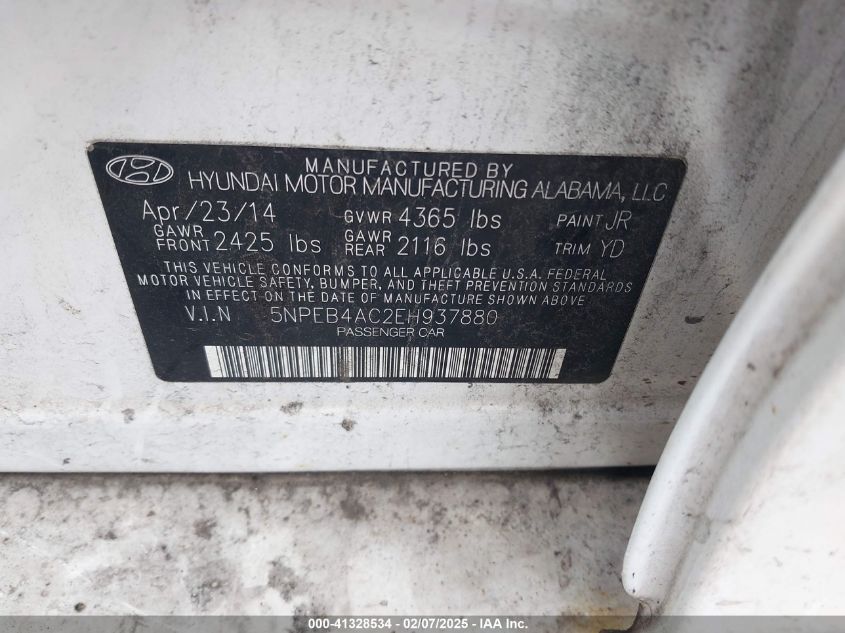 MANUFACTURED BY
HYUNDAI MOTOR MANUFACTURING ALABAMA, LLC
Apr/23/14 GVWR 4365 lbs PAINT JR
GAWR FRONT 2425 lbs GAWR REAR 2116 lbs TRIM YD
THIS VEHICLE CONFORMS TO ALL APPLICABLE U.S.A. FEDERAL
MOTOR VEHICLE SAFETY, BUMPER, AND THEFT PREVENTION STANDARDS
IN EFFECT ON THE DATE OF MANUFACTURE SHOWN ABOVE.
V.I.N 5NPEB4AC2EH937880
PASSENGER CAR
000-41328534 - 02/07/2025 - IAA Inc.